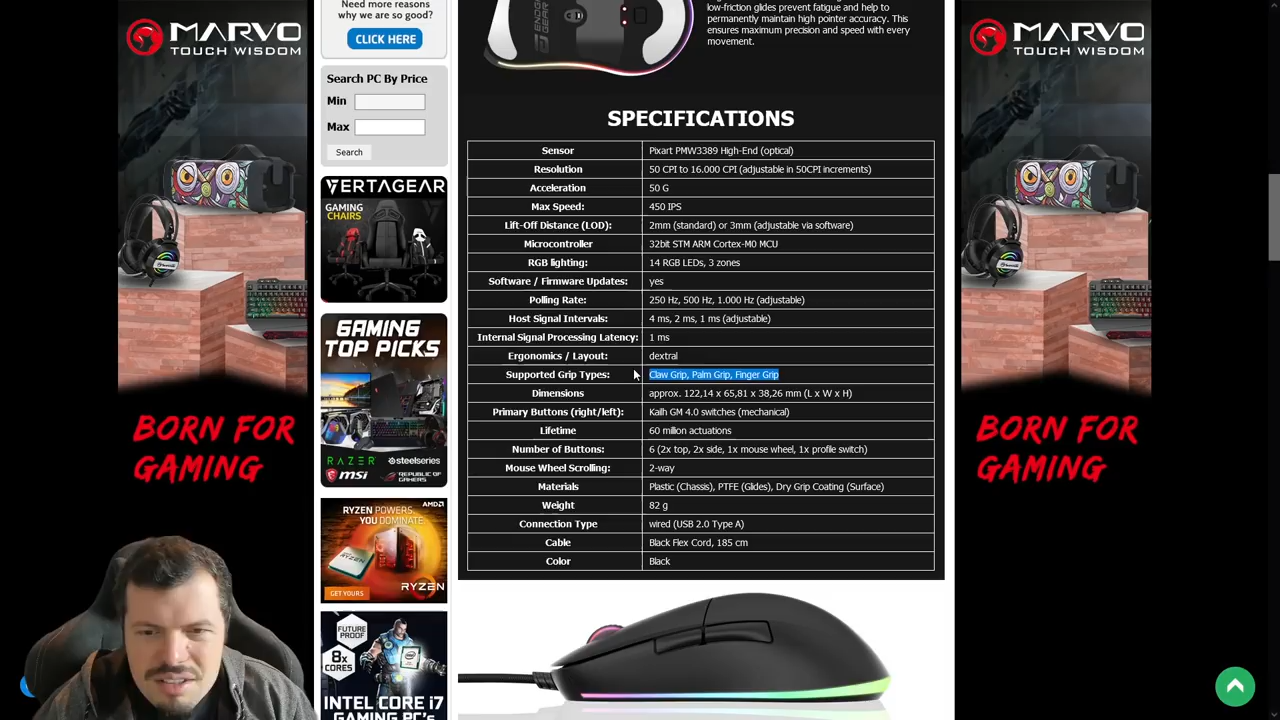 MARVO
TOUCH WISDOM
BORN FOR
GAMING
Need more reasons
why we are so good?
CLICK HERE
Search PC By Price
Min
Max
Search
VERTAGEAR
GAMING
CHAIRS
GAMING
TOP PICKS
RAZER
steelseries
msi
REPUBLIC OF
GAMERS
AMD
RYZEN POWERS.
YOU DOMINATE.
RYZEN
GET YOURS
RYZEN
FUTURE
PROOF
8x
CORES
INTEL CORE i7
GAMING PC's
low-friction glides prevent fatigue and help to
permanently maintain high pointer accuracy. This
ensures maximum precision and speed with every
movement.
SPECIFICATIONS
Sensor Pixart PMW3389 High-End (optical)
Resolution 50 CPI to 16.000 CPI (adjustable in 50CPI increments)
Acceleration 50 G
Max Speed: 450 IPS
Lift-Off Distance (LOD): 2mm (standard) or 3mm (adjustable via software)
Microcontroller 32bit STM ARM Cortex-M0 MCU
RGB lighting: 14 RGB LEDs, 3 zones
Software / Firmware Updates: yes
Polling Rate: 250 Hz, 500 Hz, 1.000 Hz (adjustable)
Host Signal Intervals: 4 ms, 2 ms, 1 ms (adjustable)
Internal Signal Processing Latency: 1 ms
Ergonomics / Layout: dextral
Supported Grip Types: Claw Grip, Palm Grip, Finger Grip
Dimensions approx. 122,14 x 65,81 x 38,26 mm (L x W x H)
Primary Buttons (right/left): Kailh GM 4.0 switches (mechanical)
Lifetime 60 milion actuations
Number of Buttons: 6 (2x top, 2x side, 1x mouse wheel, 1x profile switch)
Mouse Wheel Scrolling: 2-way
Materials Plastic (Chassis), PTFE (Glides), Dry Grip Coating (Surface)
Weight 82 g
Connection Type wired (USB 2.0 Type A)
Cable Black Flex Cord, 185 cm
Color Black
MARVO
TOUCH WISDOM
BORN FOR
GAMING